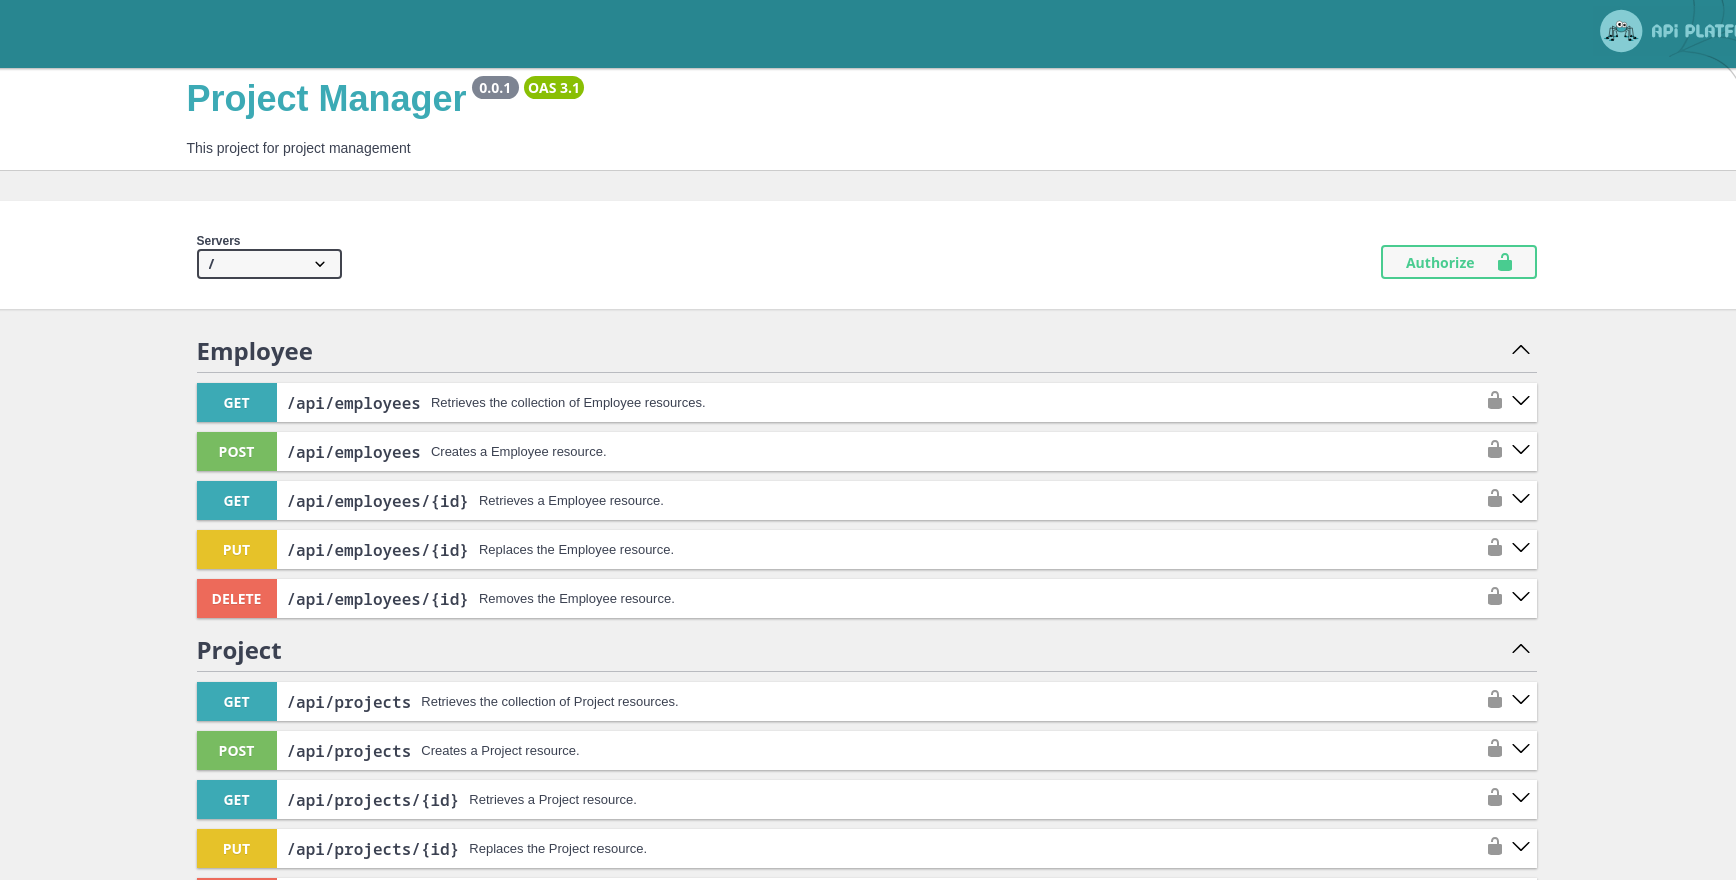 API PLATF
Project Manager 0.0.1 OAS 3.1
This project for project management
Servers
/
Authorize
Employee
GET /api/employees Retrieves the collection of Employee resources.
POST /api/employees Creates a Employee resource.
GET /api/employees/{id} Retrieves a Employee resource.
PUT /api/employees/{id} Replaces the Employee resource.
DELETE /api/employees/{id} Removes the Employee resource.
Project
GET /api/projects Retrieves the collection of Project resources.
POST /api/projects Creates a Project resource.
GET /api/projects/{id} Retrieves a Project resource.
PUT /api/projects/{id} Replaces the Project resource.